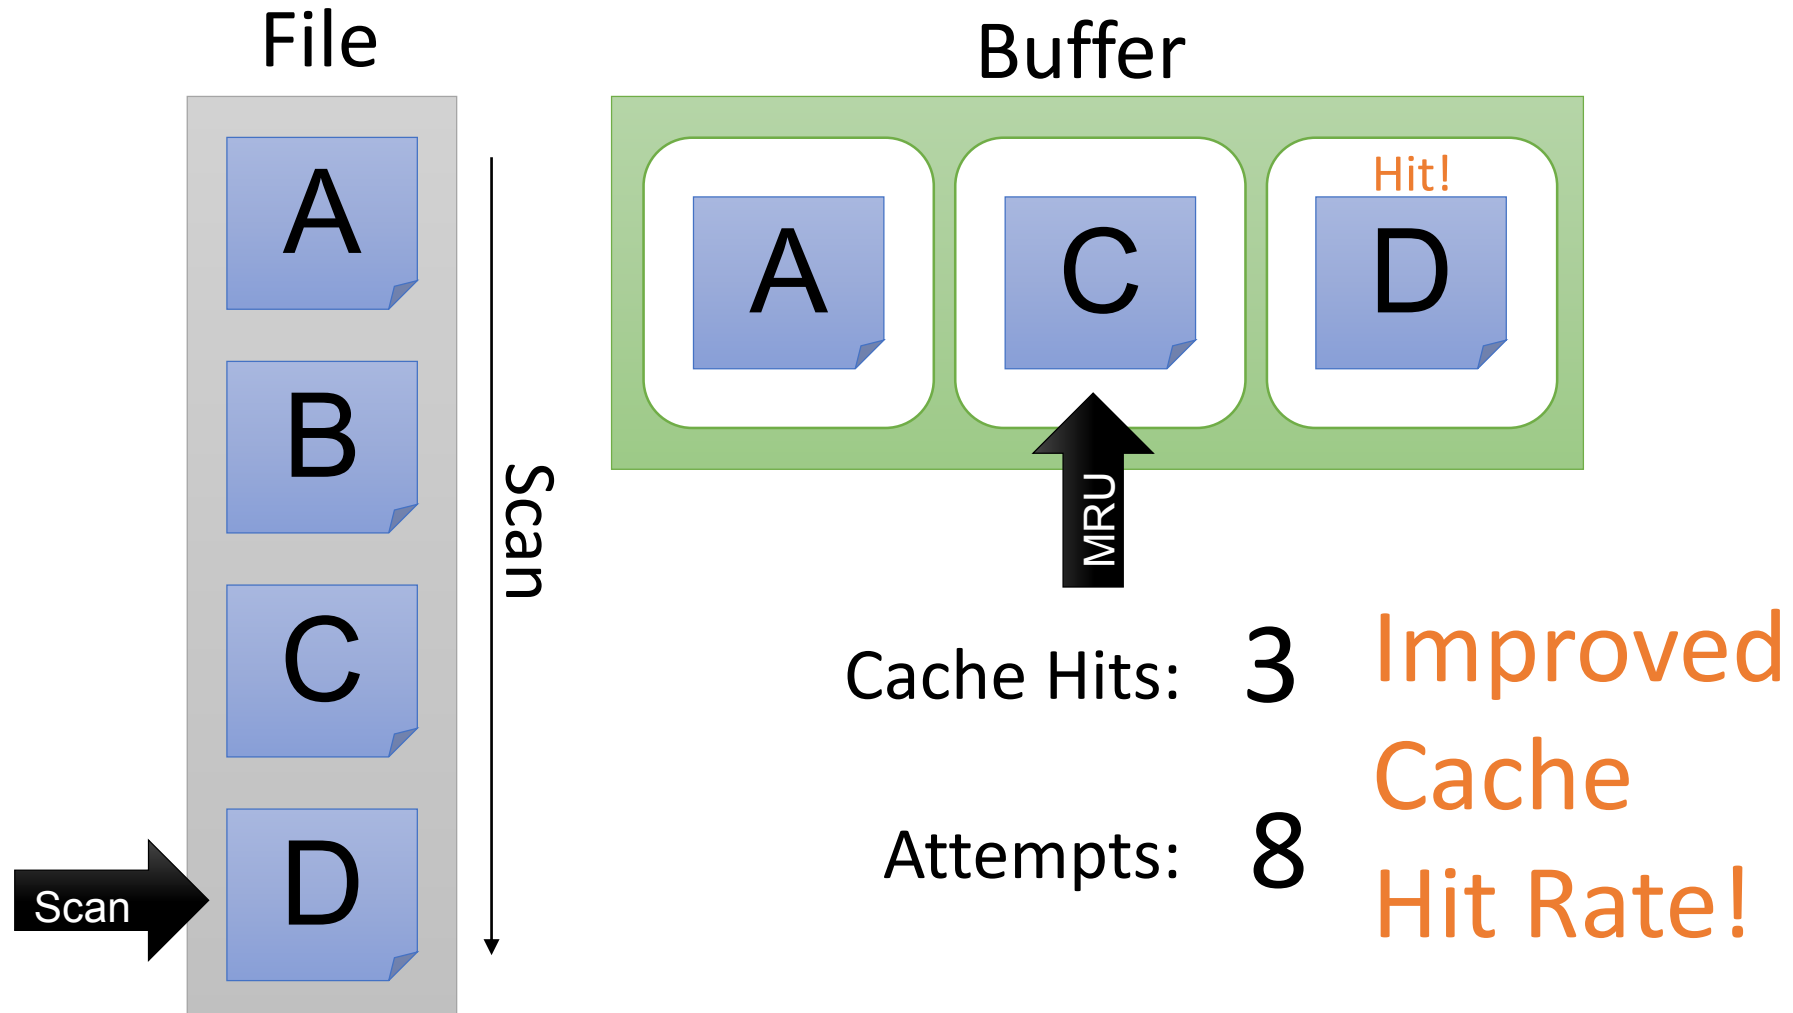 File
Buffer
A
B
C
D
Scan
Scan
A
C
Hit!
D
MRU
Cache Hits: 3
Attempts: 8
Improved
Cache
Hit Rate!